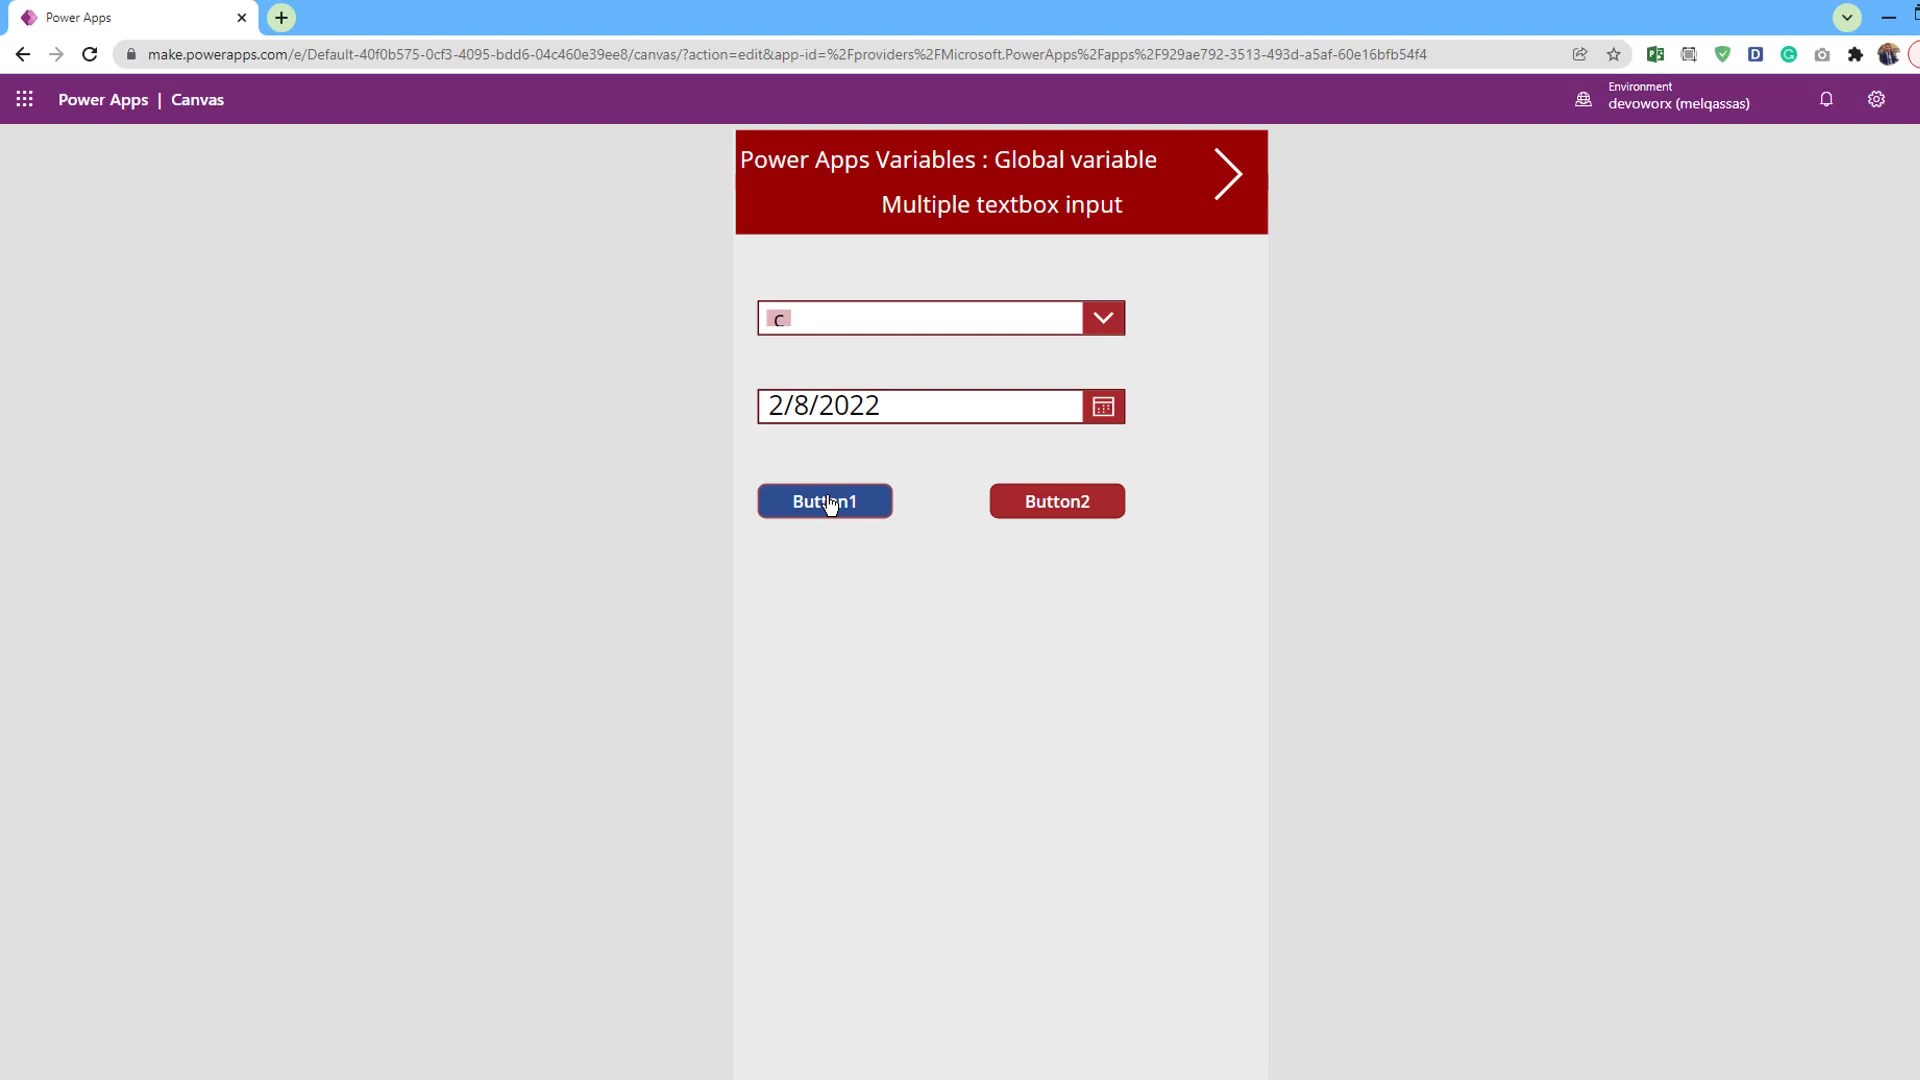 Power Apps
make.powerapps.com/e/Default-40f0b575-0cf3-4095-bdd6-04c460e39ee8/canvas/?action=edit&app-id=%2Fproviders%2FMicrosoft.PowerApps%2Fapps%2F929ae792-3513-493d-a5af-60e16bfb54f4
Power Apps | Canvas
Environment
devoworx (melqassas)
Power Apps Variables : Global variable
Multiple textbox input
C
2/8/2022
Button1
Button2